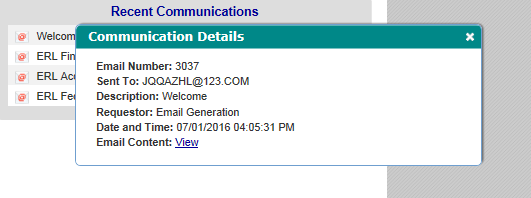 Recent Communications
Communication Details
Welcom
ERL Fin
ERL Acc
ERL Fee
Email Number: 3037
Sent To: JQQAZHL@123.COM
Description: Welcome
Requestor: Email Generation
Date and Time: 07/01/2016 04:05:31 PM
Email Content: View